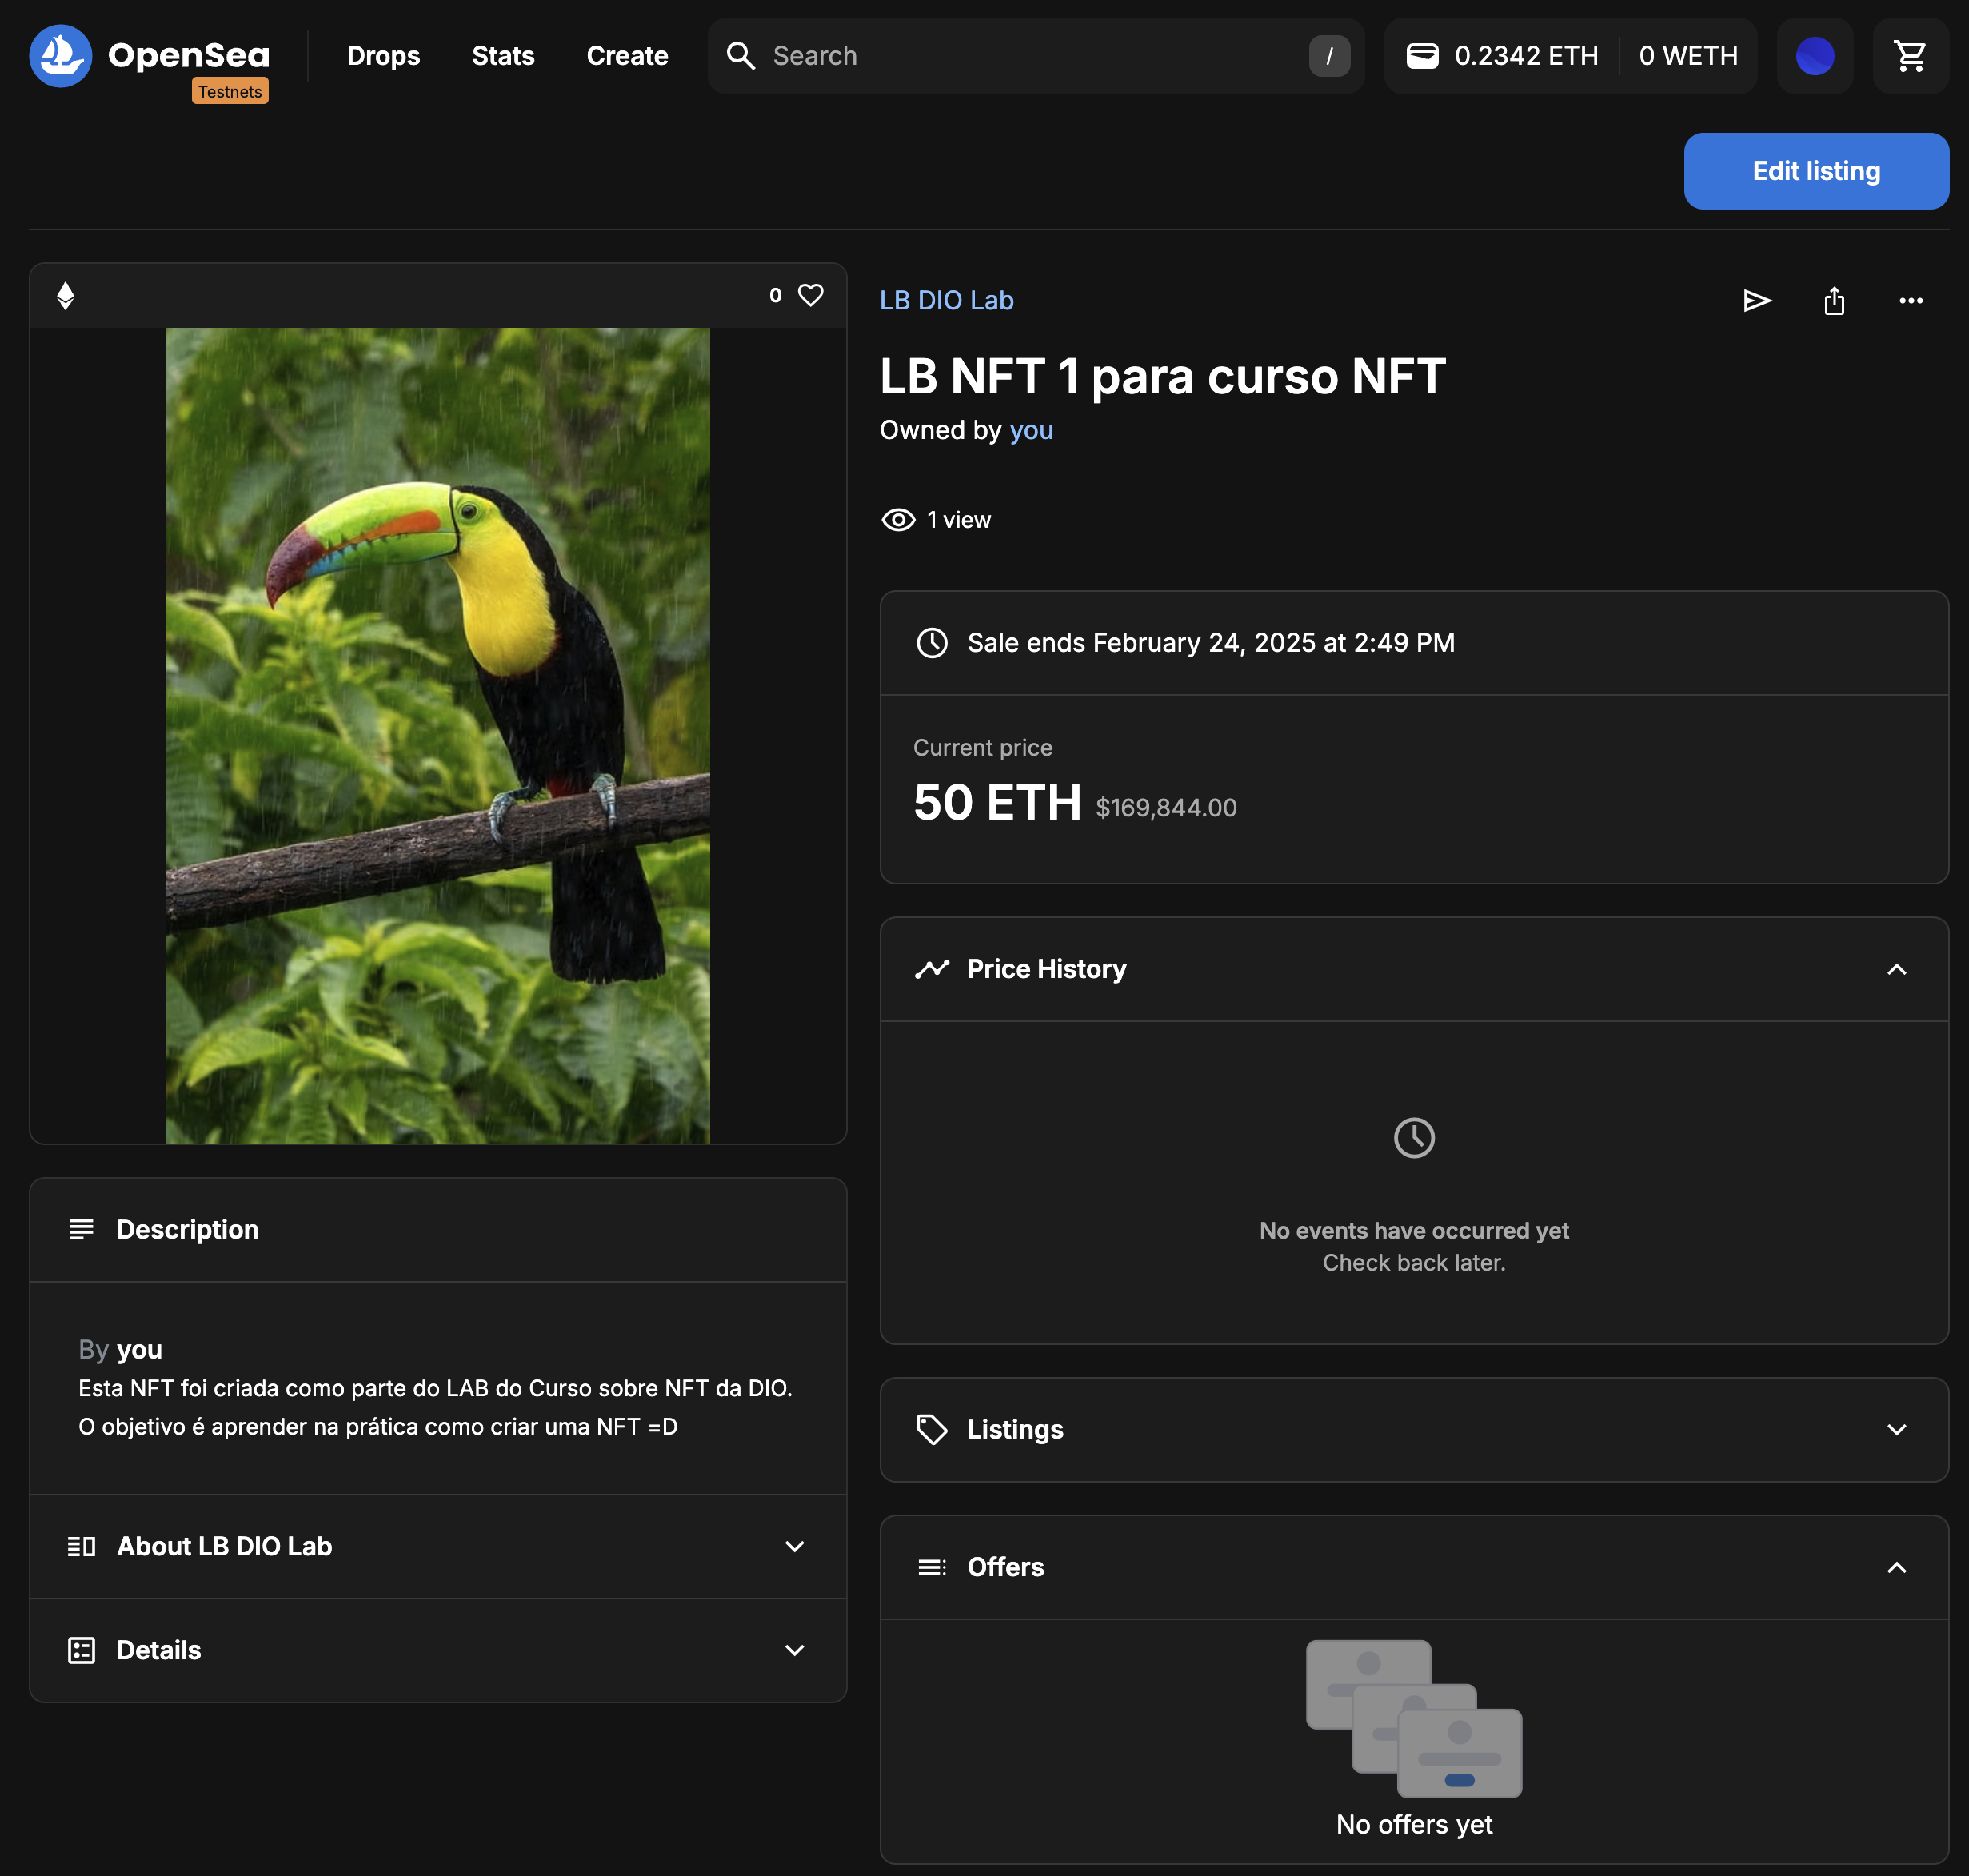 OpenSea
Testnets
Drops
Stats
Create
Search
/
0.2342 ETH
0 WETH
Edit listing
0
LB DIO Lab
LB NFT 1 para curso NFT
Owned by you
1 view
Sale ends February 24, 2025 at 2:49 PM
Current price
50 ETH $169,844.00
Price History
No events have occurred yet
Check back later.
Listings
Offers
No offers yet
Description
By you
Esta NFT foi criada como parte do LAB do Curso sobre NFT da DIO.
O objetivo é aprender na prática como criar uma NFT =D
About LB DIO Lab
Details